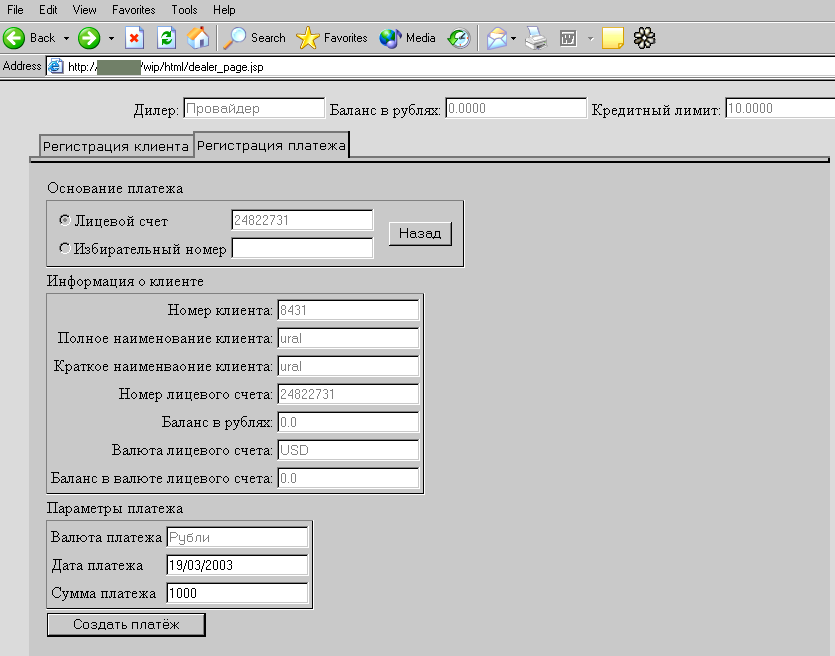 File Edit View Favorites Tools Help
Back Search Favorites Media
Address http:// /wip/html/dealer_page.jsp
Дилер: Провайдер Баланс в рублях: 0.0000 Кредитный лимит: 10.0000
Регистрация клиента Регистрация платежа
Основание платежа
Лицевой счет 24822731
Назад
Избирательный номер
Информация о клиенте
Номер клиента: 8431
Полное наименование клиента: ural
Краткое наименваоние клиента: ural
Номер лицевого счета: 24822731
Баланс в рублях: 0.0
Валюта лицевого счета: USD
Баланс в валюте лицевого счета: 0.0
Параметры платежа
Валюта платежа Рубли
Дата платежа 19/03/2003
Сумма платежа 1000
Создать платёж